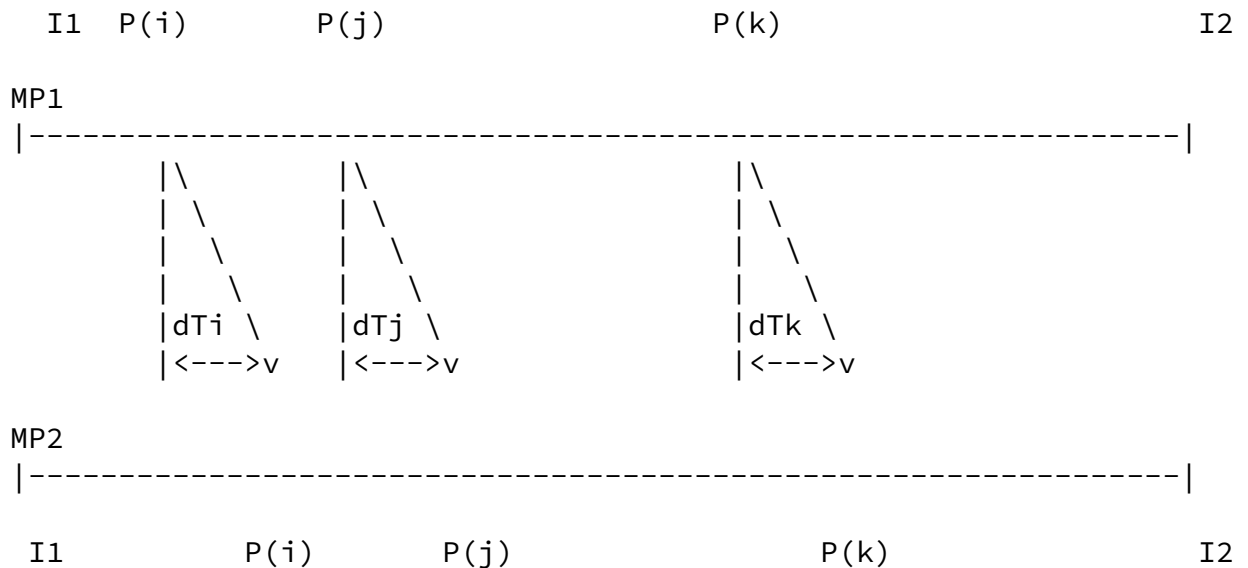 I1 P(i) P(j) P(k) I2
MP1
dTi dTj dTk
MP2
I1 P(i) P(j) P(k) I2